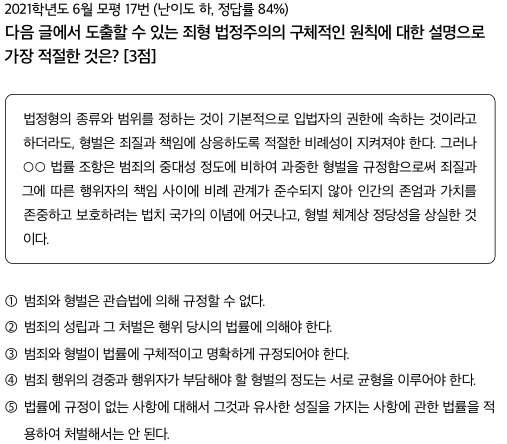 2021학년도 6월 모평 17번 (난이도 하, 정답률 84%)
다음 글에서 도출할 수 있는 죄형 법정주의의 구체적인 원칙에 대한 설명으로
가장 적절한 것은? [3점]
법정형의 종류와 범위를 정하는 것이 기본적으로 입법자의 권한에 속하는 것이라고
하더라도, 형벌은 죄질과 책임에 상응하도록 적절한 비례성이 지켜져야 한다. 그러나
○○ 법률 조항은 범죄의 중대성 정도에 비하여 과중한 형벌을 규정함으로써 죄질과
그에 따른 행위자의 책임 사이에 비례 관계가 준수되지 않아 인간의 존엄과 가치를
존중하고 보호하려는 법치 국가의 이념에 어긋나고, 형벌 체계상 정당성을 상실한 것
이다.
① 범죄와 형벌은 관습법에 의해 규정할 수 없다.
② 범죄의 성립과 그 처벌은 행위 당시의 법률에 의해야 한다.
③ 범죄와 형벌이 법률에 구체적이고 명확하게 규정되어야 한다.
④ 범죄 행위의 경중과 행위자가 부담해야 할 형벌의 정도는 서로 균형을 이루어야 한다.
⑤ 법률에 규정이 없는 사항에 대해서 그것과 유사한 성질을 가지는 사항에 관한 법률을 적
용하여 처벌해서는 안 된다.